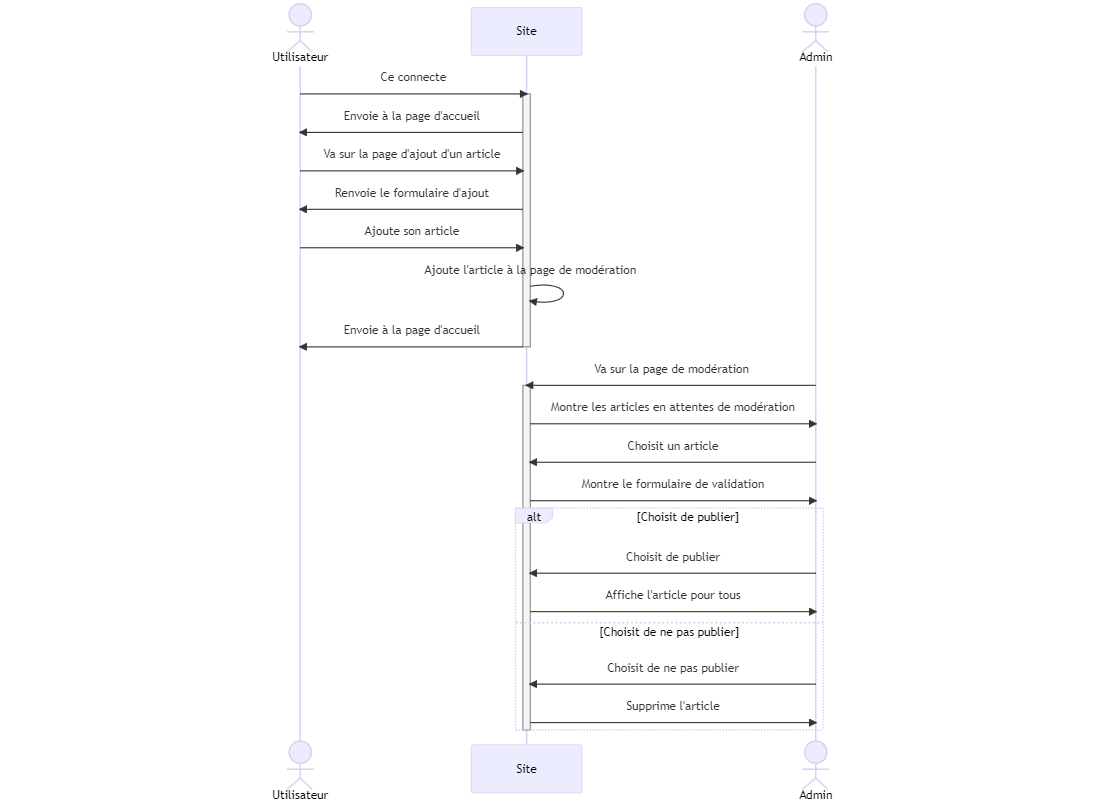 Utilisateur
Site
Admin
Ce connecte
Envoie à la page d'accueil
Va sur la page d'ajout d'un article
Renvoie le formulaire d'ajout
Ajoute son article
Ajoute l'article à la page de modération
Envoie à la page d'accueil
Va sur la page de modération
Montre les articles en attentes de modération
Choisit un article
Montre le formulaire de validation
alt
[Choisit de publier]
Choisit de publier
Affiche l'article pour tous
[Choisit de ne pas publier]
Choisit de ne pas publier
Supprime l'article
Utilisateur
Site
Admin